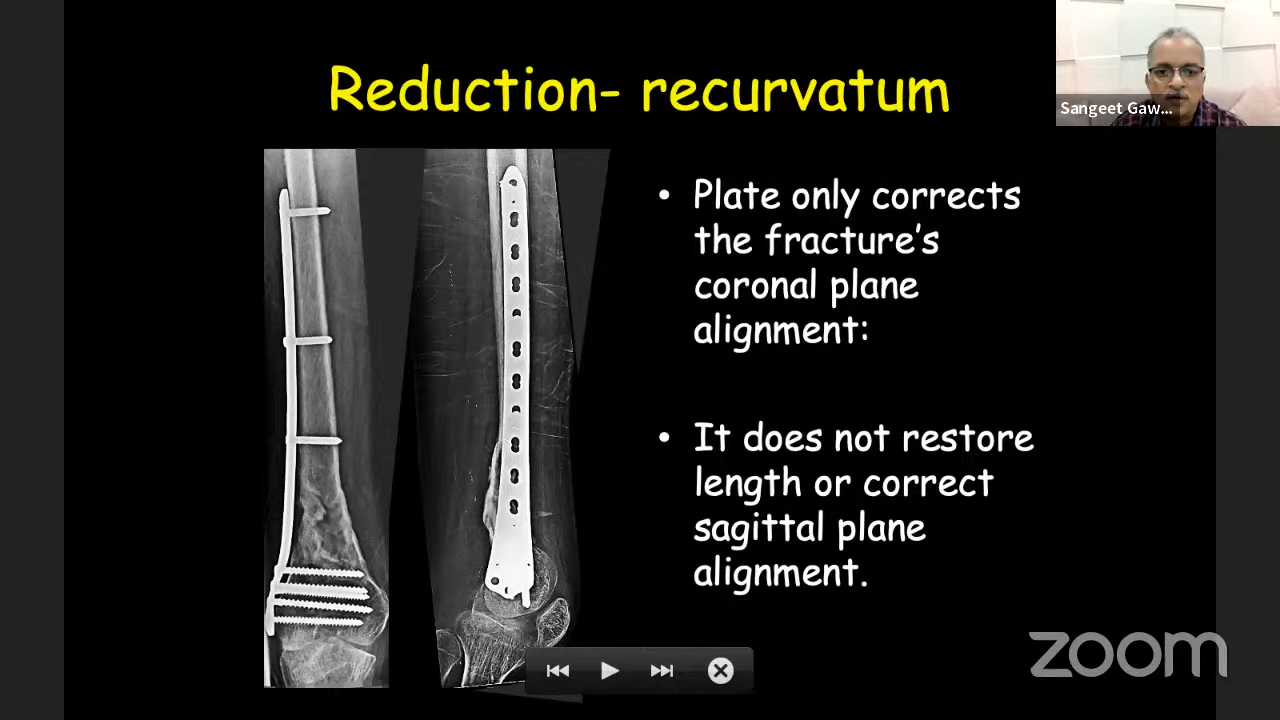 Reduction- recurvatum
Sangeet Gaw...
• Plate only corrects
the fracture's
coronal plane
alignment:
• It does not restore
length or correct
sagittal plane
alignment.
zoom